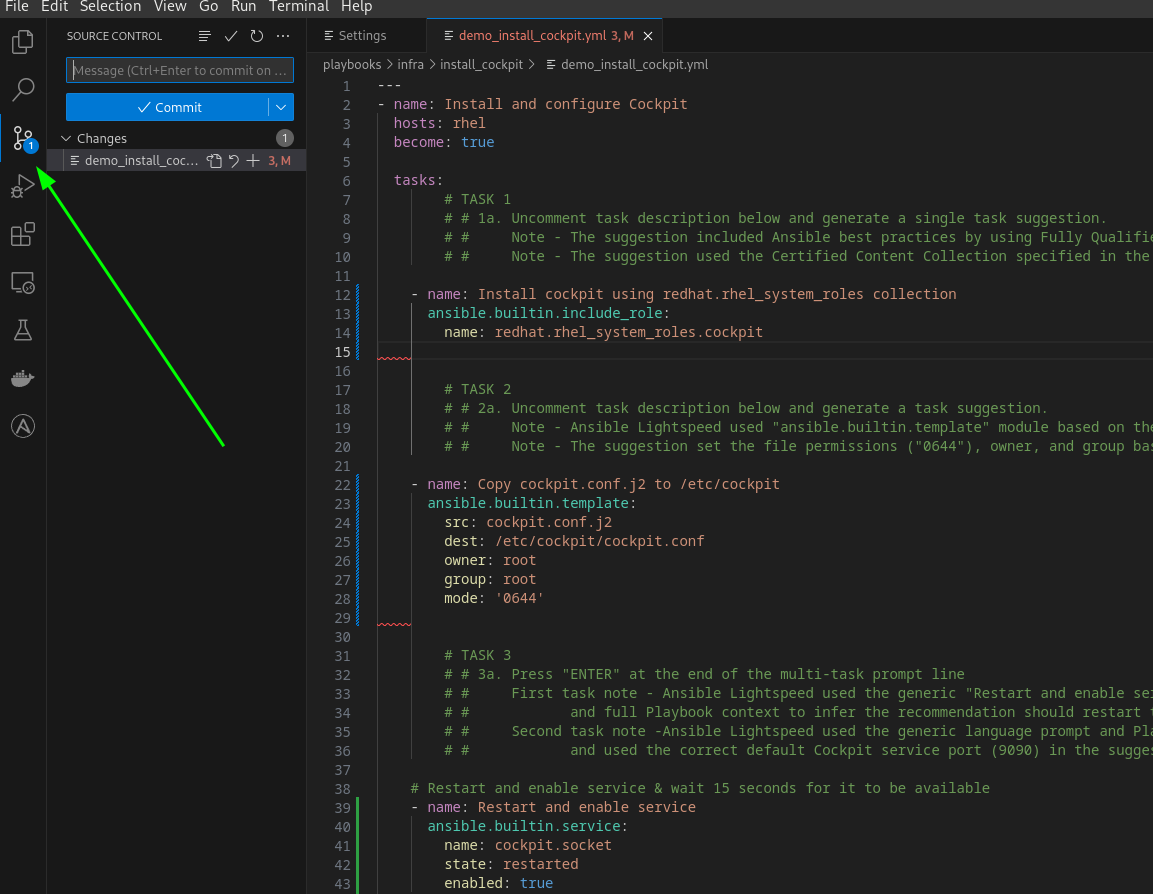 File Edit Selection View Go Run Terminal Help
SOURCE CONTROL
Message (Ctrl+Enter to commit on ...
Commit
Changes 1
demo_install_coc... 3, M
1
Settings
demo_install_cockpit.yml 3, M
playbooks > infra > install_cockpit > demo_install_cockpit.yml
1 ---
2 - name: Install and configure Cockpit
3 hosts: rhel
4 become: true
5
6 tasks:
7 # TASK 1
8 # # 1a. Uncomment task description below and generate a single task suggestion.
9 # # Note - The suggestion included Ansible best practices by using Fully Qualifie
10 # # Note - The suggestion used the Certified Content Collection specified in the
11
12 - name: Install cockpit using redhat.rhel_system_roles collection
13 ansible.builtin.include_role:
14 name: redhat.rhel_system_roles.cockpit
15
16
17 # TASK 2
18 # # 2a. Uncomment task description below and generate a task suggestion.
19 # # Note - Ansible Lightspeed used "ansible.builtin.template" module based on the
20 # # Note - The suggestion set the file permissions ("0644"), owner, and group bas
21
22 - name: Copy cockpit.conf.j2 to /etc/cockpit
23 ansible.builtin.template:
24 src: cockpit.conf.j2
25 dest: /etc/cockpit/cockpit.conf
26 owner: root
27 group: root
28 mode: '0644'
29
30
31 # TASK 3
32 # # 3a. Press "ENTER" at the end of the multi-task prompt line
33 # # First task note - Ansible Lightspeed used the generic "Restart and enable se
34 # # and full Playbook context to infer the recommendation should restart
35 # # Second task note -Ansible Lightspeed used the generic language prompt and Pla
36 # # and used the correct default Cockpit service port (9090) in the sugges
37
38 # Restart and enable service & wait 15 seconds for it to be available
39 - name: Restart and enable service
40 ansible.builtin.service:
41 name: cockpit.socket
42 state: restarted
43 enabled: true